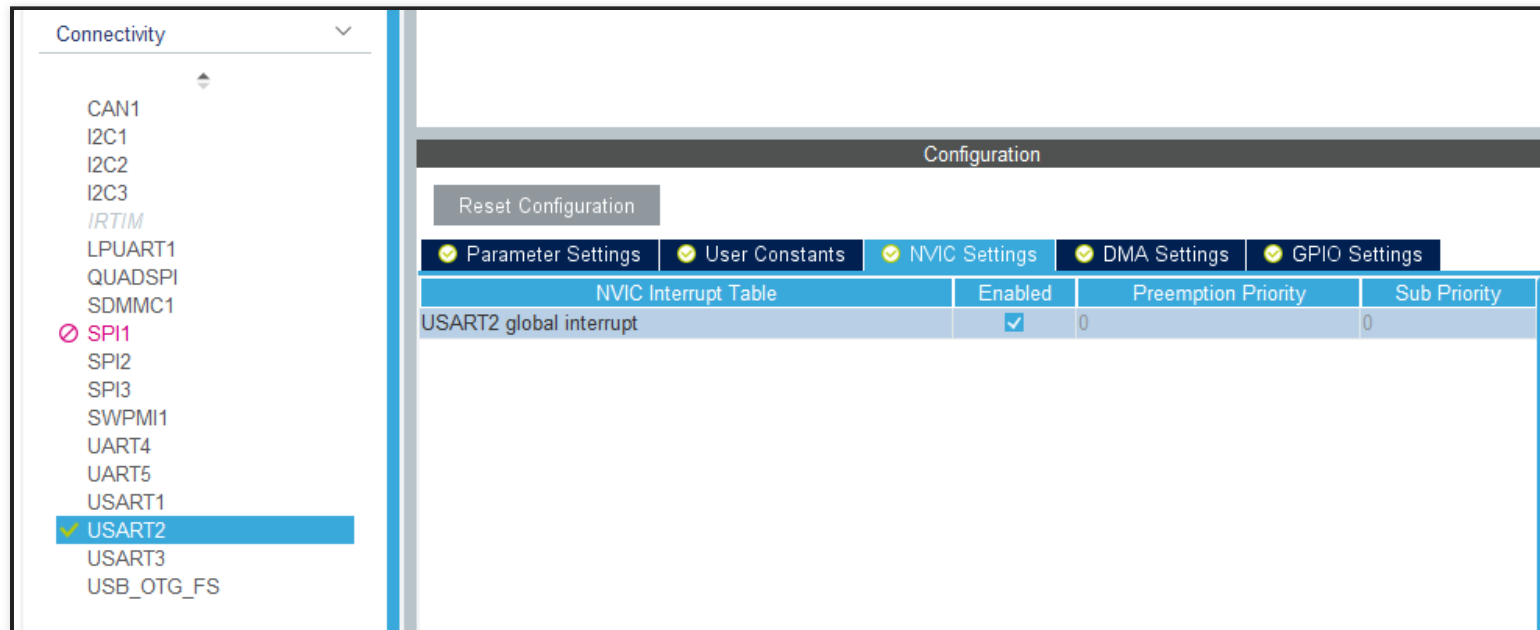 Connectivity
CAN1
I2C1
I2C2
I2C3
IRTIM
LPUART1
QUADSPI
SDMMC1
SPI1
SPI2
SPI3
SWPMI1
UART4
UART5
USART1
USART2
USART3
USB_OTG_FS
Configuration
Reset Configuration
Parameter Settings User Constants NVIC Settings DMA Settings GPIO Settings
NVIC Interrupt Table Enabled Preemption Priority Sub Priority
USART2 global interrupt 0 0